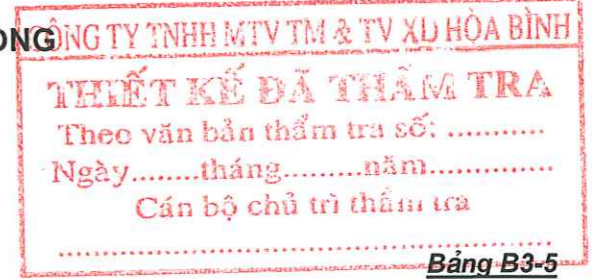 ONG
CÔNG TY TNHH MTV TM & TV XD HÒA BÌNH
THIẾT KẾ ĐÃ THẨM TRA
Theo văn bản thẩm tra số: ...........
Ngày........tháng.........năm..............
Cán bộ chủ trì thẩm tra
Bảng B3-5